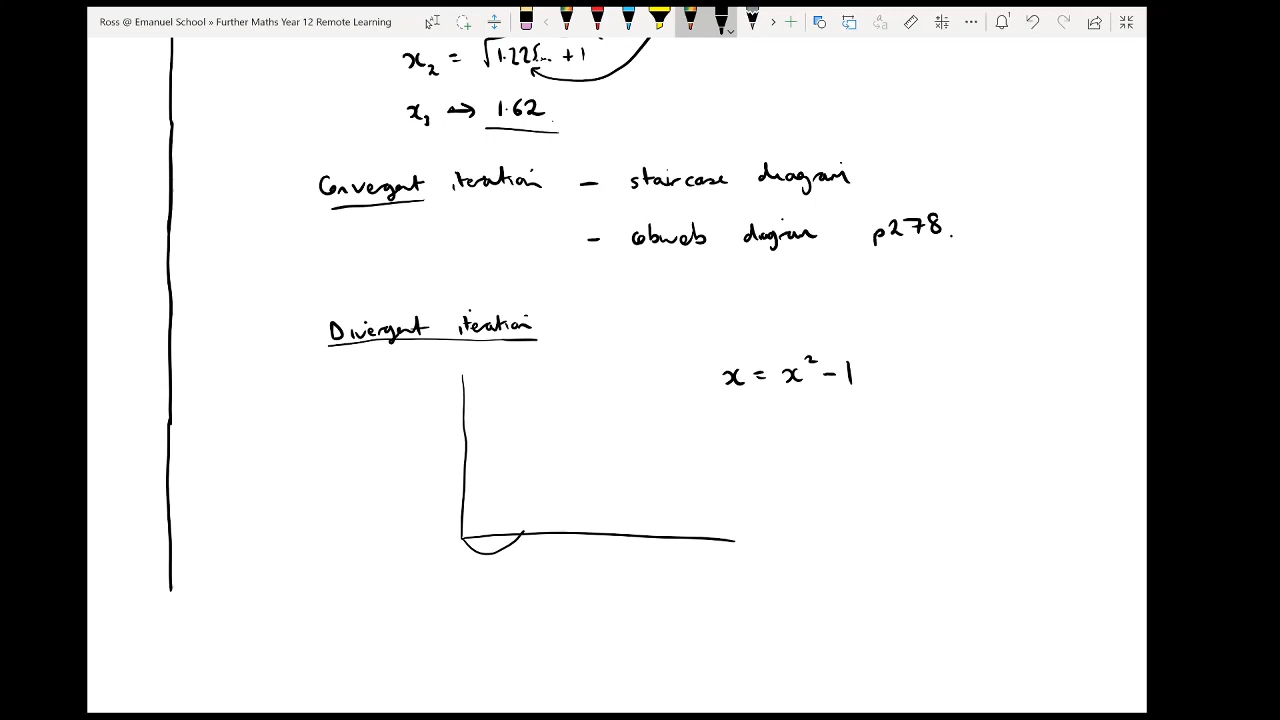 Ross @ Emanuel School » Further Maths Year 12 Remote Learning
x₂ = √1.225... + 1
x₃ → 1.62
Convergent iteration – staircase diagram
– cobweb diagram p278.
Divergent iteration
x = x² – 1